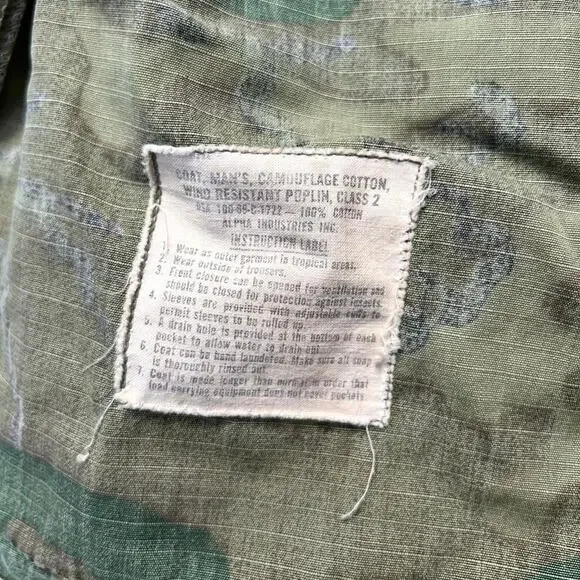 COAT, MAN'S, CAMOUFLAGE COTTON,
WIND RESISTANT POPLIN, CLASS 2
DSA 100-69-C-1722 — 100% COTTON
ALPHA INDUSTRIES INC.
INSTRUCTION LABEL
1. Wear as outer garment in tropical areas.
2. Wear outside of trousers.
3. Front closure can be opened for ventilation and
should be closed for protection against insects.
4. Sleeves are provided with adjustable cuffs to
permit sleeves to be rolled up.
5. A drain hole is provided at the bottom of each
pocket to allow water to drain out.
6. Coat can be hand laundered. Make sure all soap
is thoroughly rinsed out.
7. Coat is made longer than normal in order that
load carrying equipment does not cover pockets